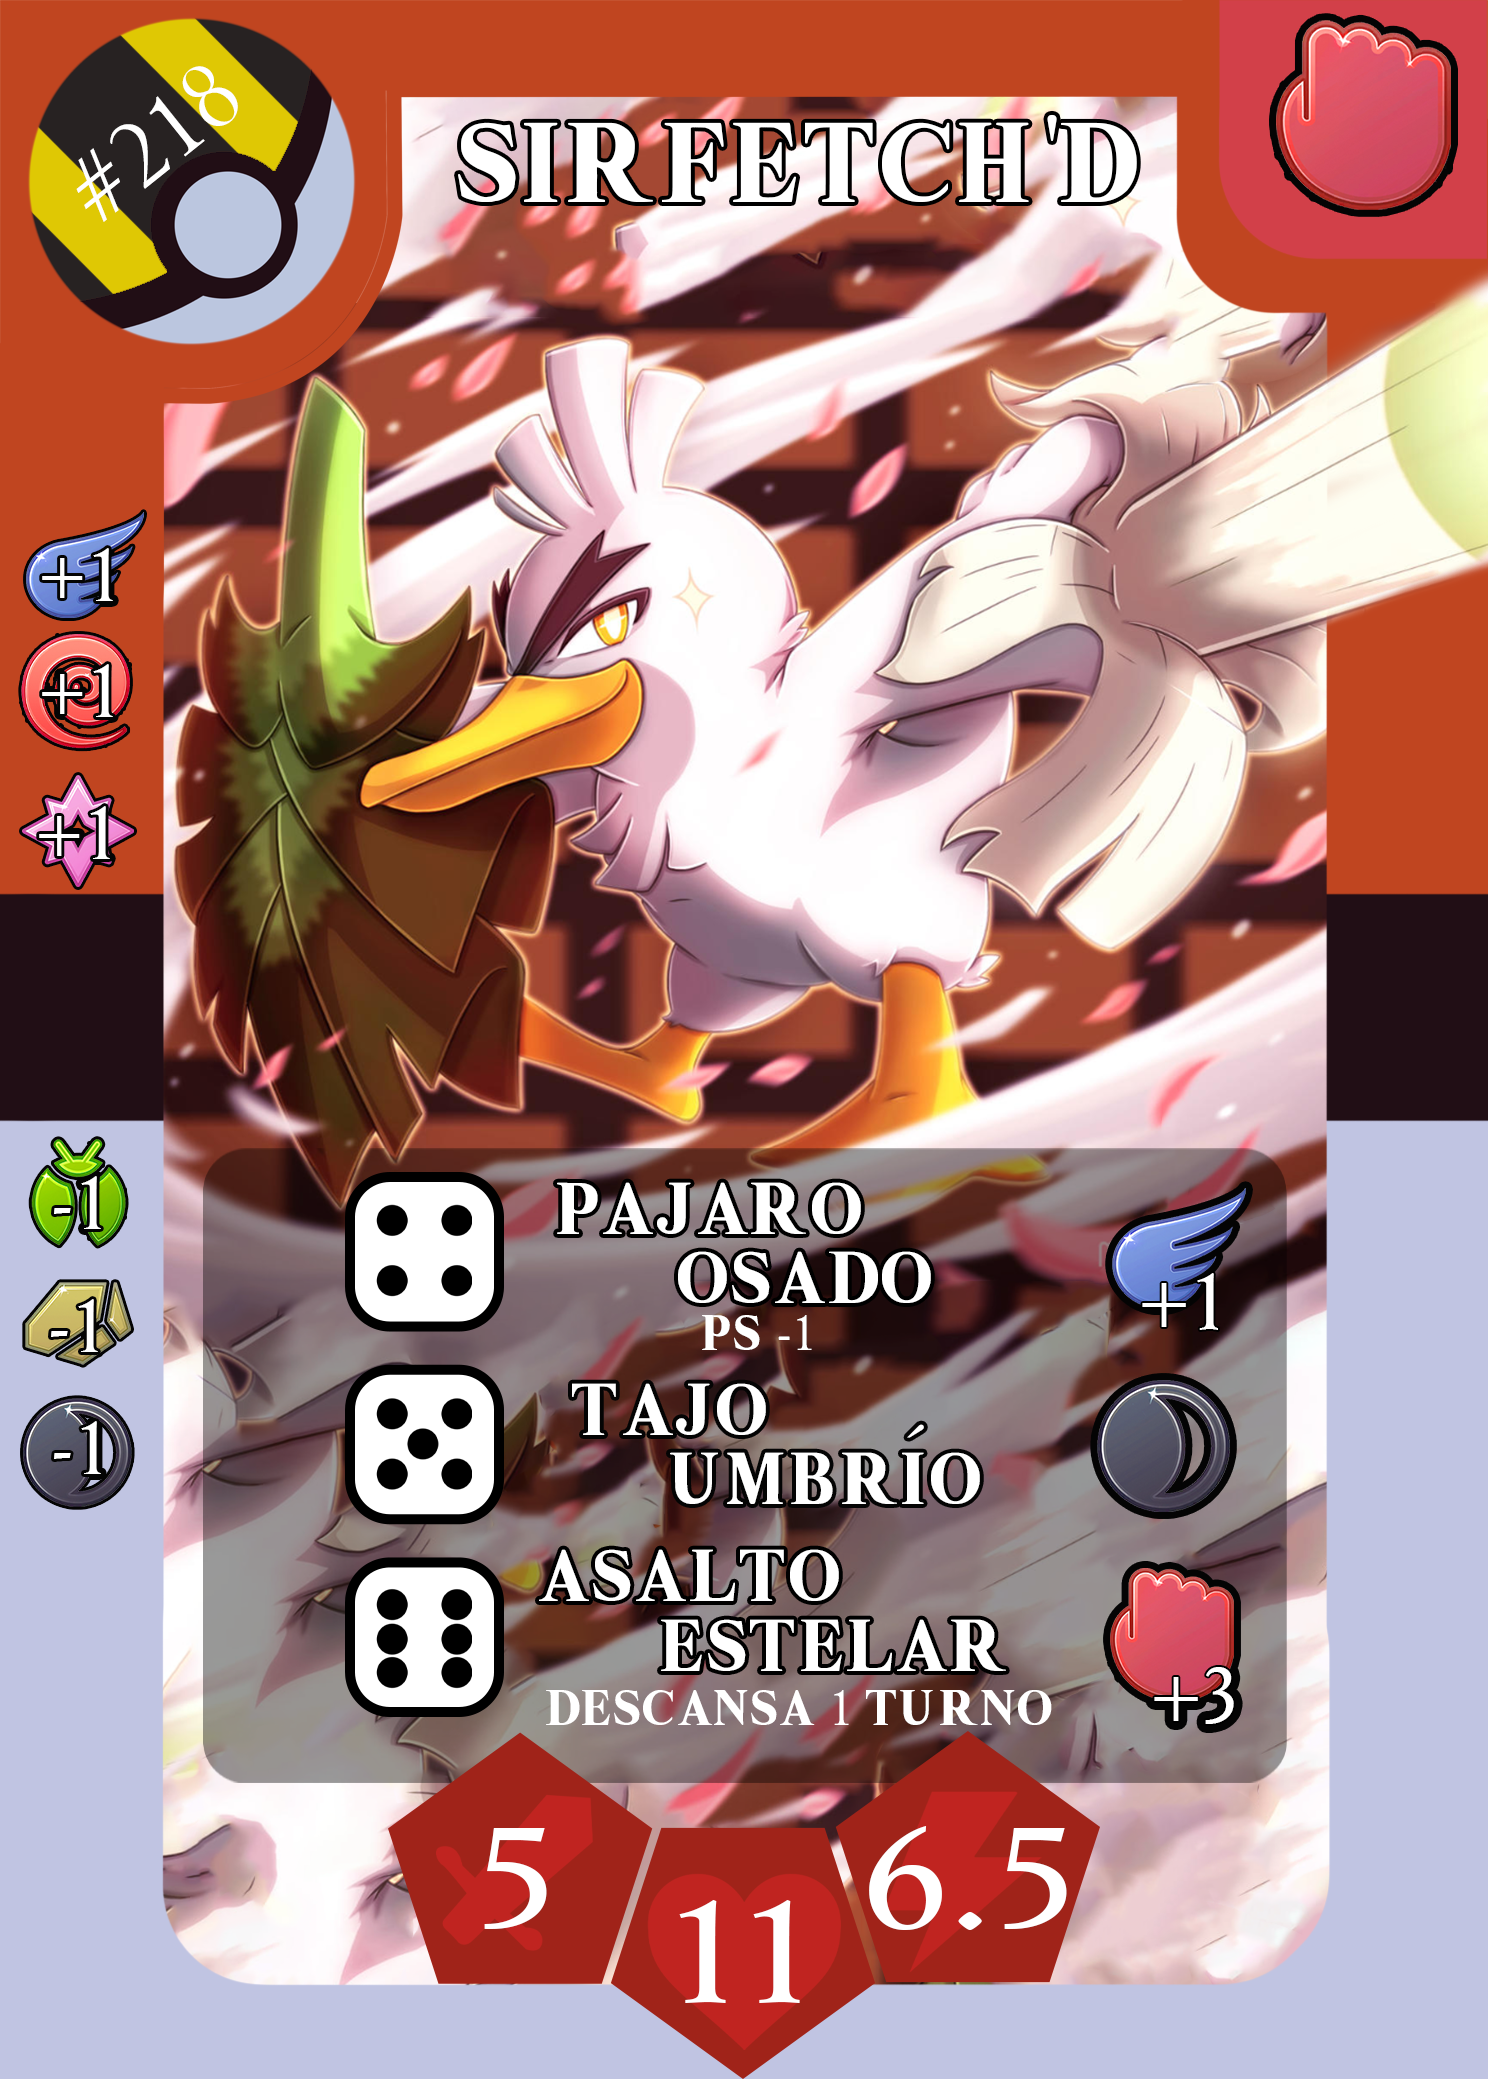 #218
SIRFETCH'D
+1
+1
+1
-1
-1
-1
PAJARO
OSADO
PS -1
+1
TAJO
UMBRÍO
ASALTO
ESTELAR
DESCANSA 1 TURNO
+3
5
11
6.5